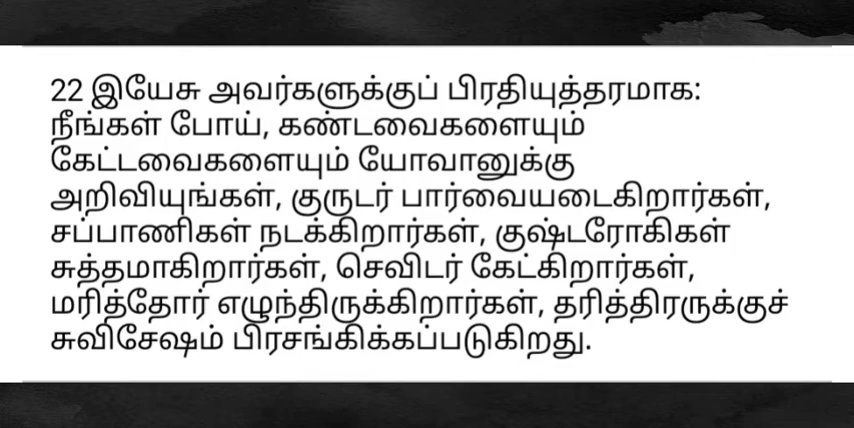 22 இயேசு அவர்களுக்குப் பிரதியுத்தரமாக:
நீங்கள் போய், கண்டவைகளையும்
கேட்டவைகளையும் யோவானுக்கு
அறிவியுங்கள், குருடர் பார்வையடைகிறார்கள்,
சப்பாணிகள் நடக்கிறார்கள், குஷ்டரோகிகள்
சுத்தமாகிறார்கள், செவிடர் கேட்கிறார்கள்,
மரித்தோர் எழுந்திருக்கிறார்கள், தரித்திரருக்குச்
சுவிசேஷம் பிரசங்கிக்கப்படுகிறது.